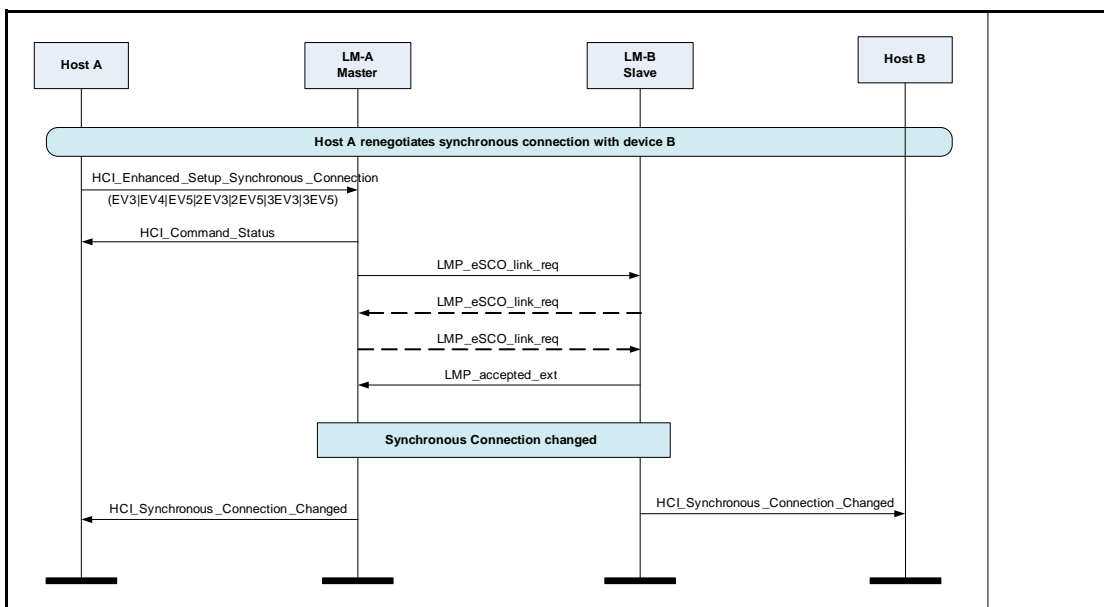 Host A
LM-A
Master
LM-B
Slave
Host B
Host A renegotiates synchronous connection with device B
HCI_Enhanced_Setup_Synchronous_Connection
(EV3|EV4|EV5|2EV3|2EV5|3EV3|3EV5)
HCI_Command_Status
LMP_eSCO_link_req
LMP_eSCO_link_req
LMP_eSCO_link_req
LMP_accepted_ext
Synchronous Connection changed
HCI_Synchronous_Connection_Changed
HCI_Synchronous_Connection_Changed